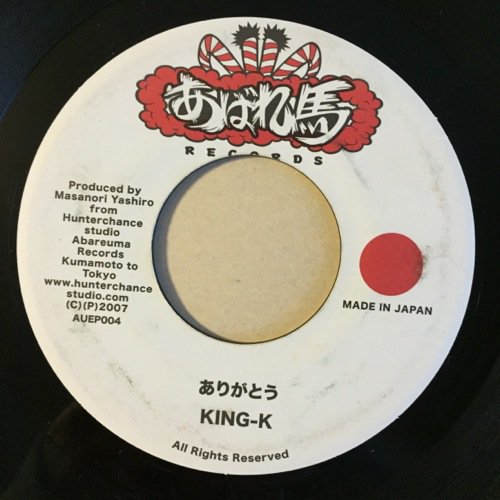 あばれ馬
RECORDS
Produced by
Masanori Yashiro
from
Hunterchance
studio
Abareuma
Records
Kumamoto to
Tokyo
www.hunterchance
studio.com
(C)(P)2007
AUEP004
MADE IN JAPAN
ありがとう
KING-K
All Rights Reserved